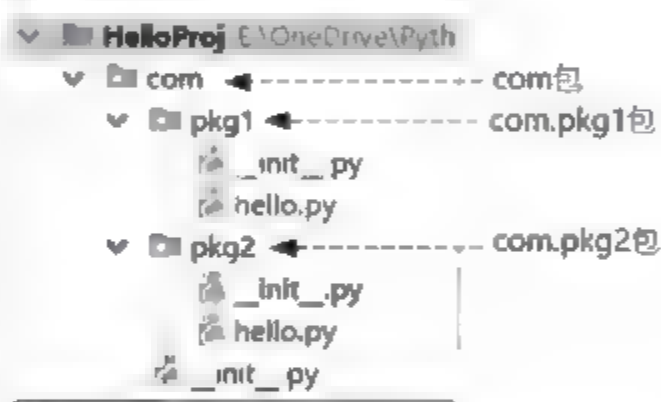 HelloProj E:\OneDrive\Pyth
com com包
pkg1 com.pkg1包
__init__.py
hello.py
pkg2 com.pkg2包
__init__.py
hello.py
__init__.py